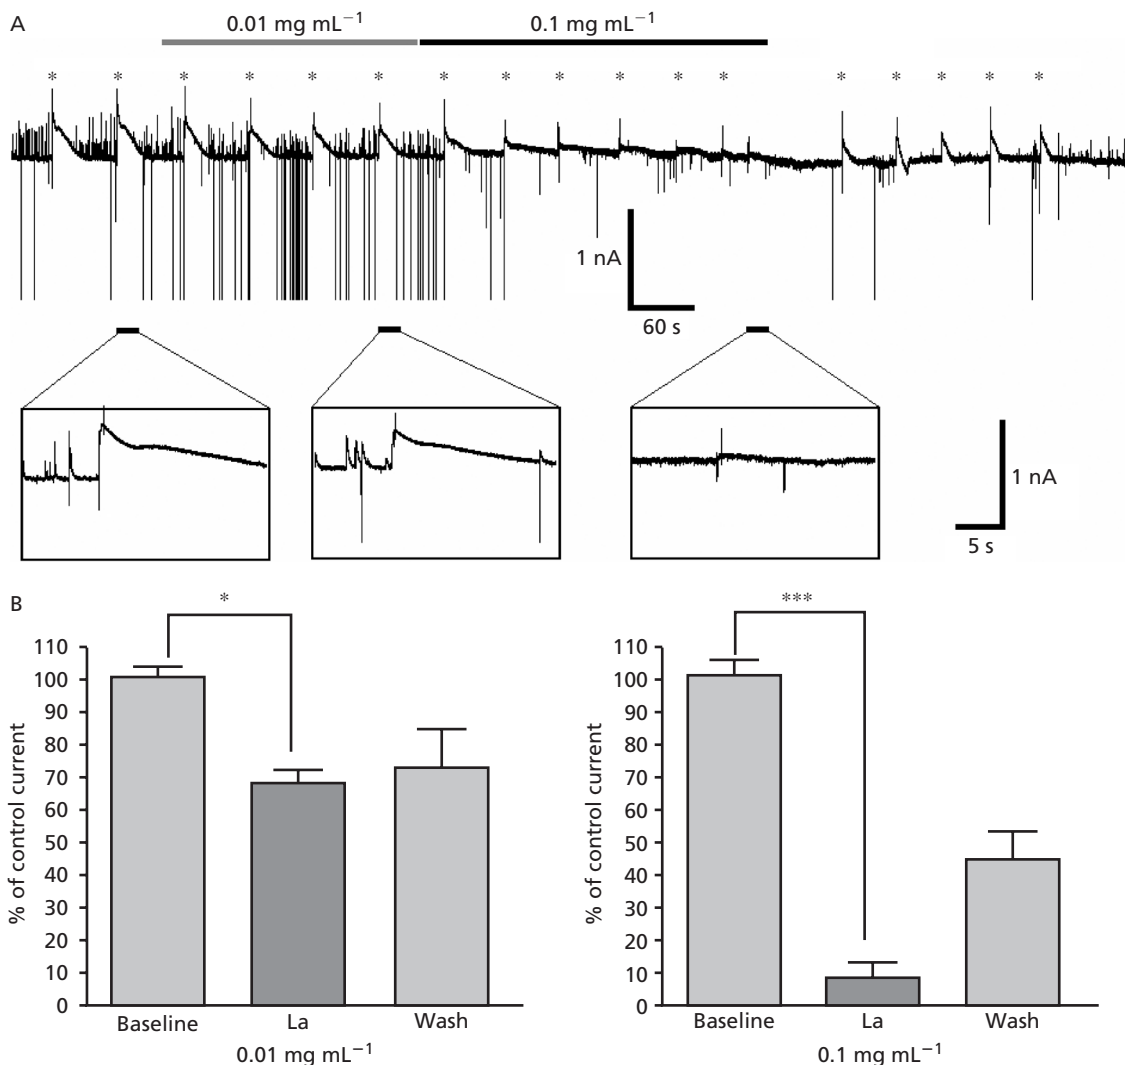 A
0.01 mg mL⁻¹
0.1 mg mL⁻¹
* * * * * * * * * * * * * * * * *
1 nA
60 s
1 nA
5 s
B
*
110
100
90
80
70
60
50
40
30
20
10
0
% of control current
Baseline La Wash
0.01 mg mL⁻¹
***
110
100
90
80
70
60
50
40
30
20
10
0
% of control current
Baseline La Wash
0.1 mg mL⁻¹